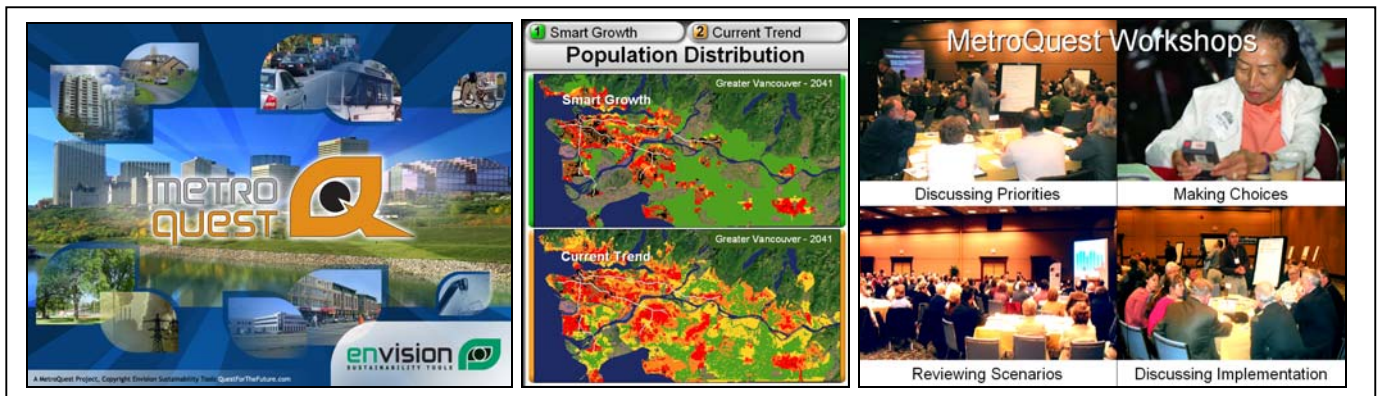 METRO
QUEST
envision
SUSTAINABILITY TOOLS
A MetroQuest Project, Copyright Envision Sustainability Tools QuestForTheFuture.com
1 Smart Growth
2 Current Trend
Population Distribution
Greater Vancouver - 2041
Smart Growth
Greater Vancouver - 2041
Current Trend
MetroQuest Workshops
Discussing Priorities
Making Choices
Reviewing Scenarios
Discussing Implementation